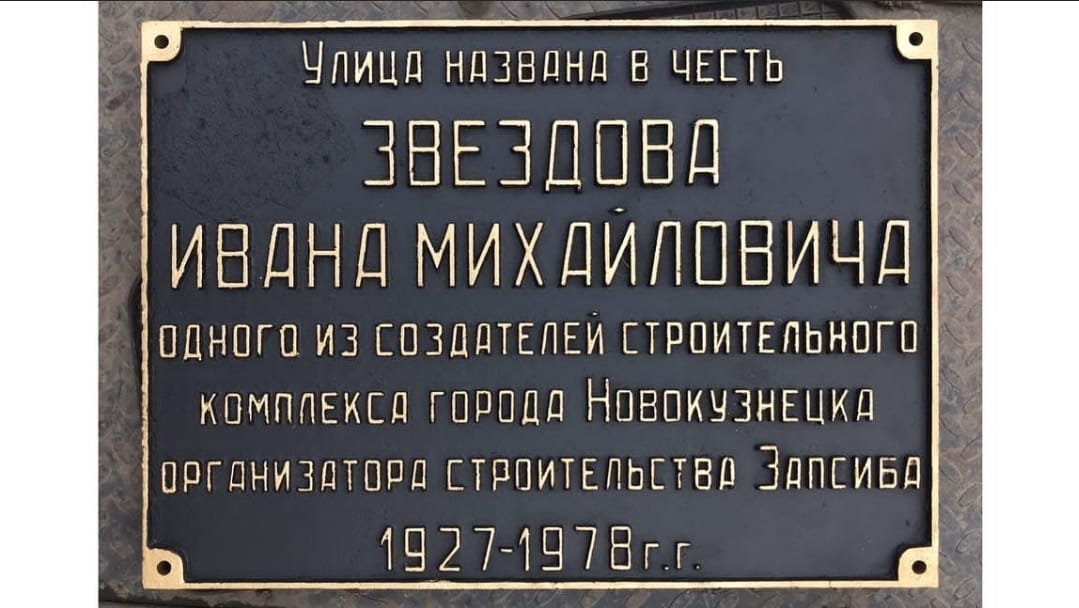 Улица названа в честь
ЗВЕЗДОВА
ИВАНА МИХАЙЛОВИЧА
одного из создателей строительного
комплекса города Новокузнецка
организатора строительства Запсиба
1927-1978г.г.